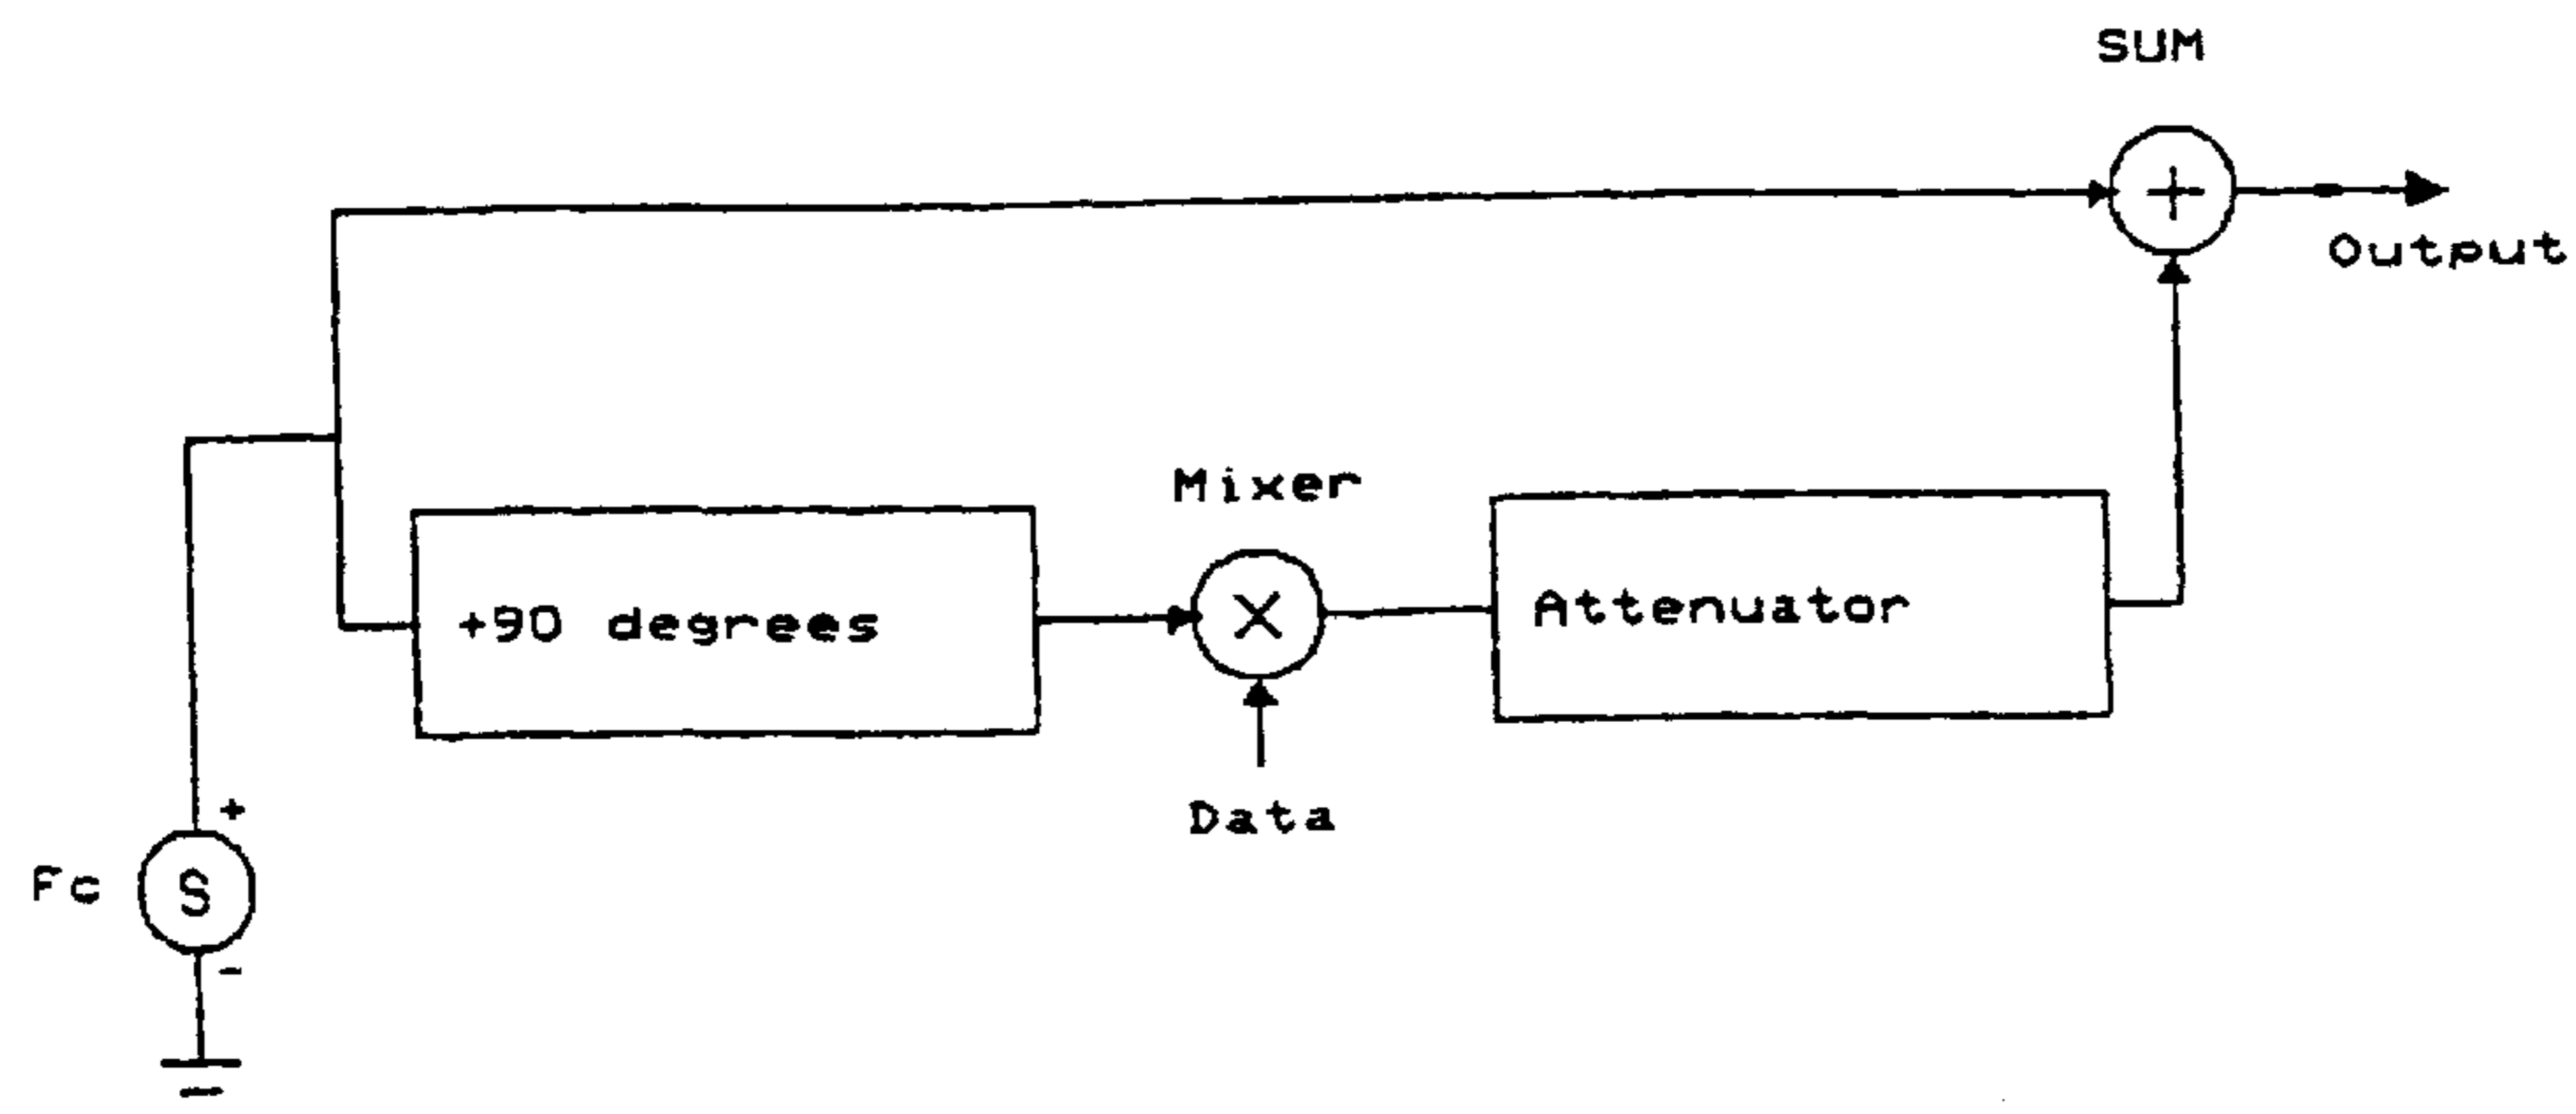 SUM
+
Output
Mixer
+90 degrees
X
Attenuator
Data
+
Fc
S
-